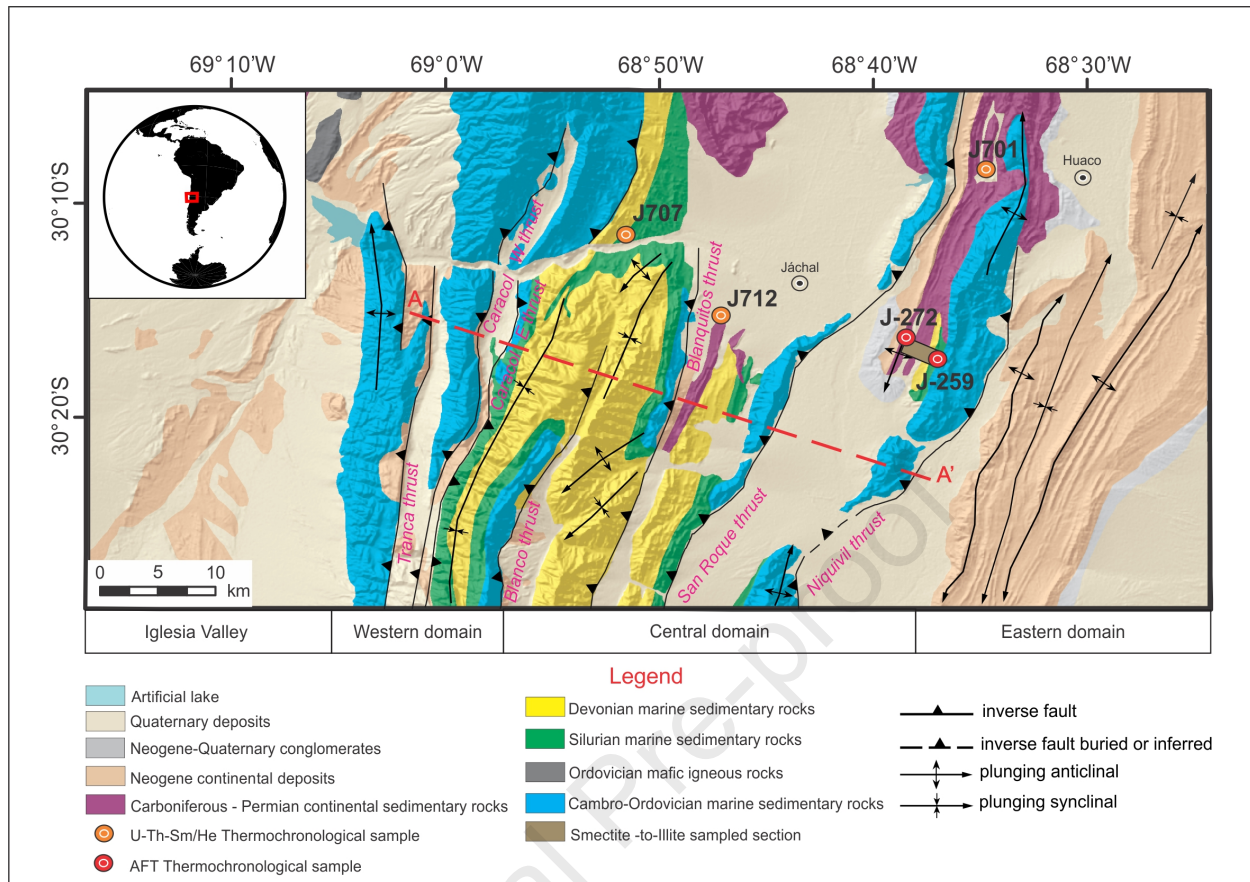 69°10'W
69°0'W
68°50'W
68°40'W
68°30'W
30°10'S
30°20'S
J701
Huaco
J707
Caracol W thrust
Caracol E thrust
Blanquitos thrust
Jáchal
J712
A
J-272
J-259
A'
Tranca thrust
Blanco thrust
San Roque thrust
Niquivil thrust
0 5 10
km
Iglesia Valley
Western domain
Central domain
Eastern domain
Legend
Artificial lake
Quaternary deposits
Neogene-Quaternary conglomerates
Neogene continental deposits
Carboniferous - Permian continental sedimentary rocks
U-Th-Sm/He Thermochronological sample
AFT Thermochronological sample
Devonian marine sedimentary rocks
Silurian marine sedimentary rocks
Ordovician mafic igneous rocks
Cambro-Ordovician marine sedimentary rocks
Smectite -to-Illite sampled section
inverse fault
inverse fault buried or inferred
plunging anticlinal
plunging synclinal
al Pre-proof